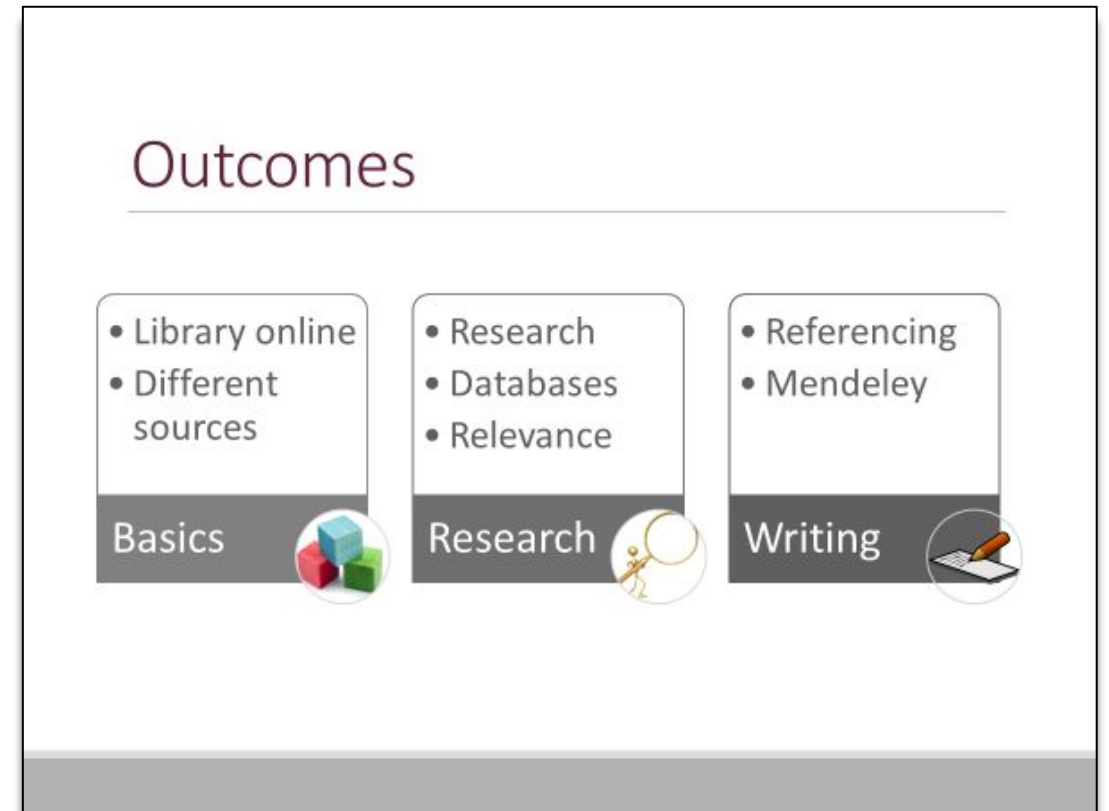 Outcomes
• Library online
• Different
sources
Basics
• Research
• Databases
• Relevance
Research
• Referencing
• Mendeley
Writing